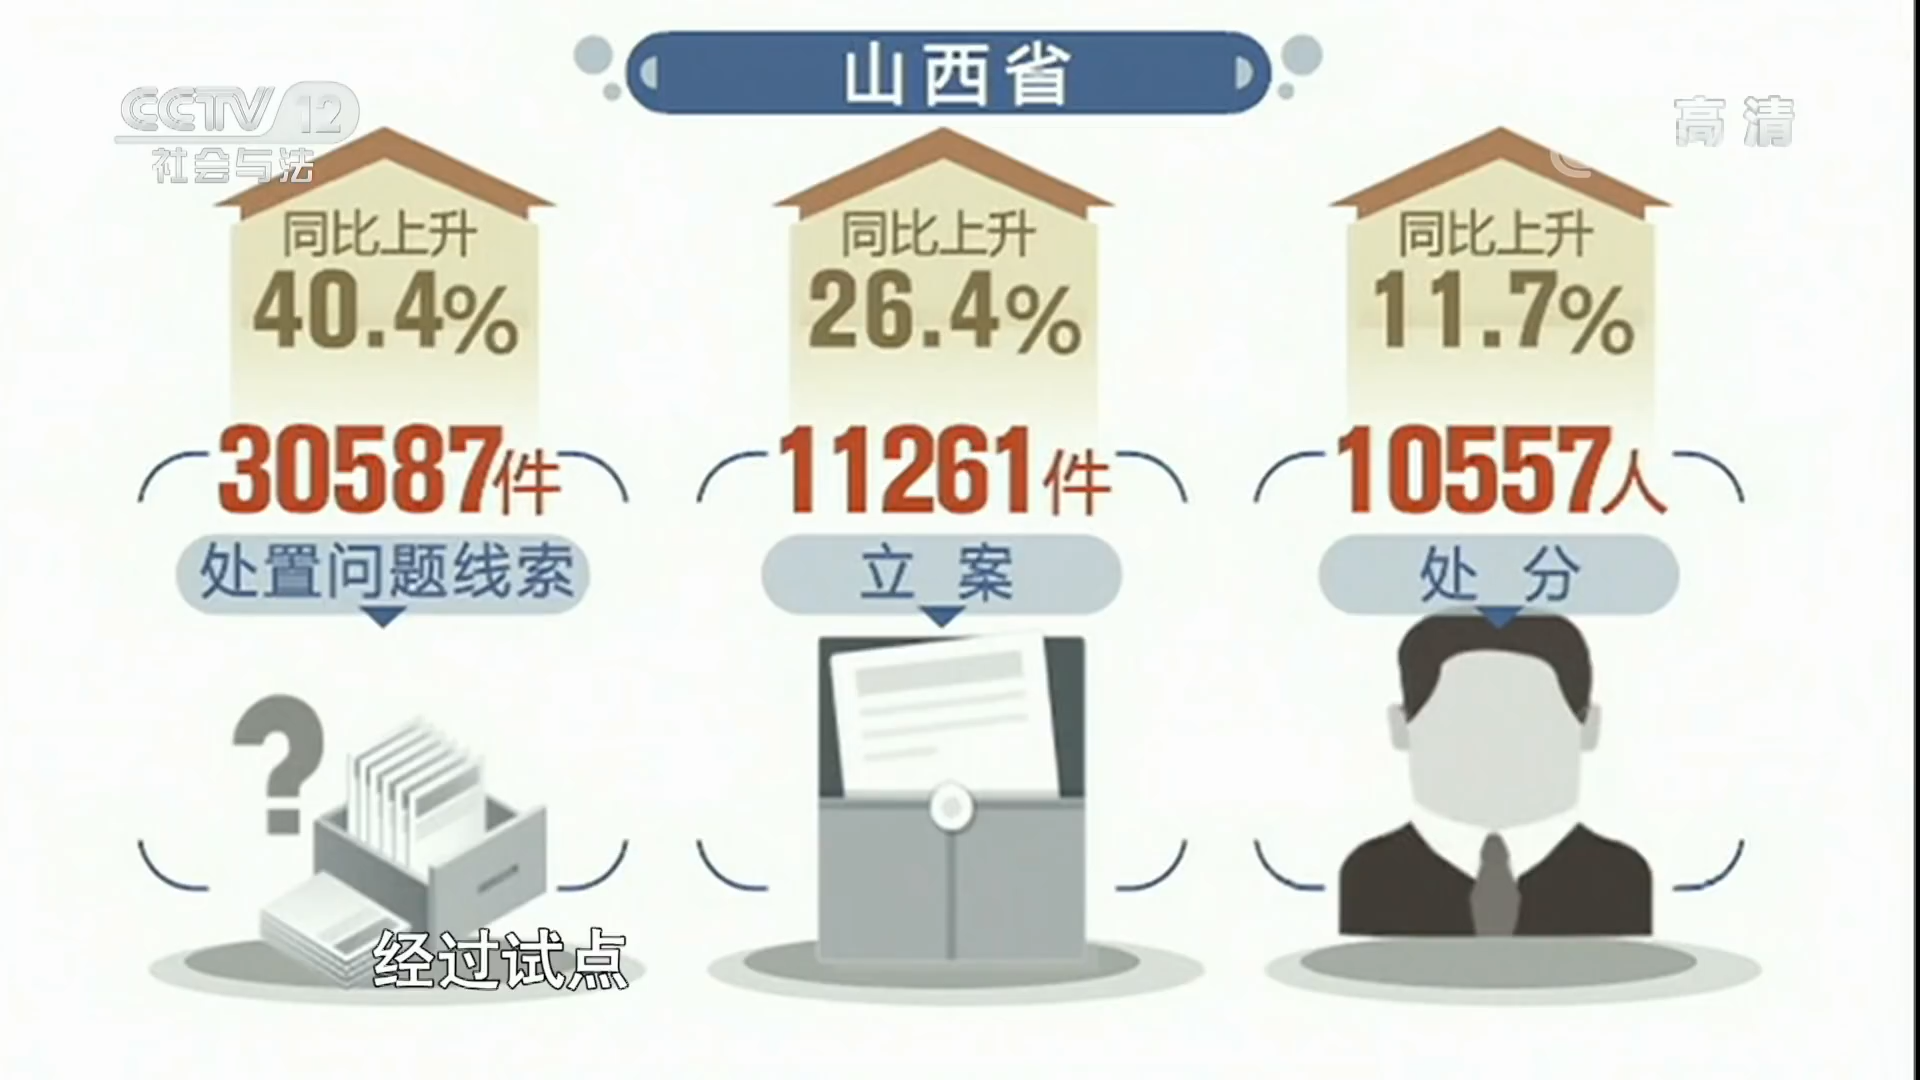 山西省
CCTV 12
社会与法
高清
同比上升
40.4%
30587件
处置问题线索
同比上升
26.4%
11261件
立案
同比上升
11.7%
10557人
处分
?
经过试点